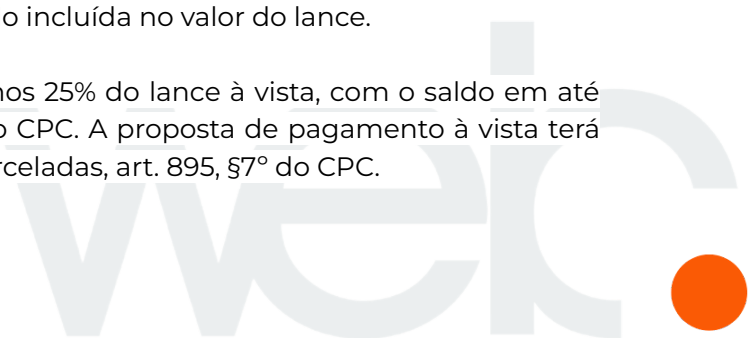 o incluída no valor do lance.
nos 25% do lance à vista, com o saldo em até
o CPC. A proposta de pagamento à vista terá
rceladas, art. 895, §7º do CPC.
weic.